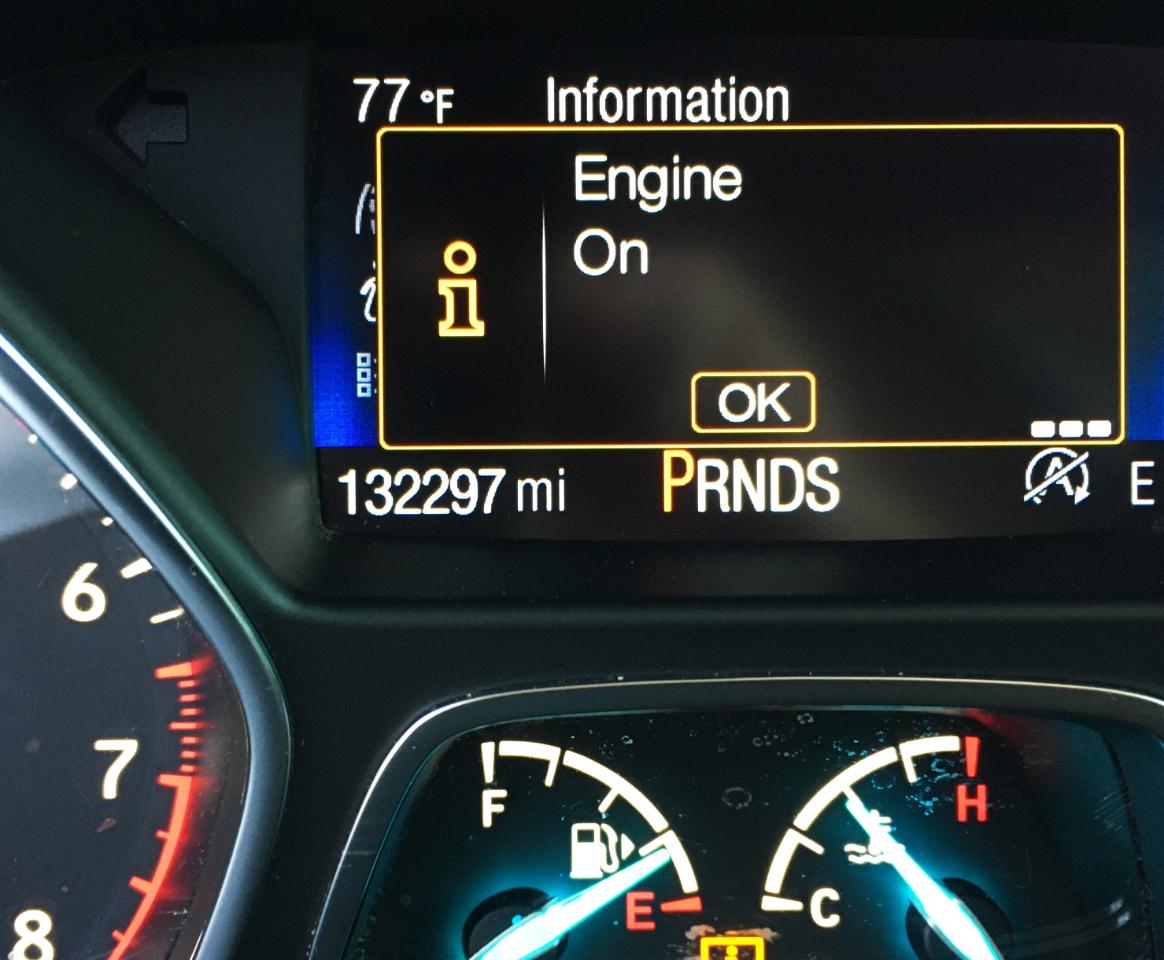 77 °F Information
Engine
On
OK
132297 mi PRNDS A E
6
7
8
F H
E C